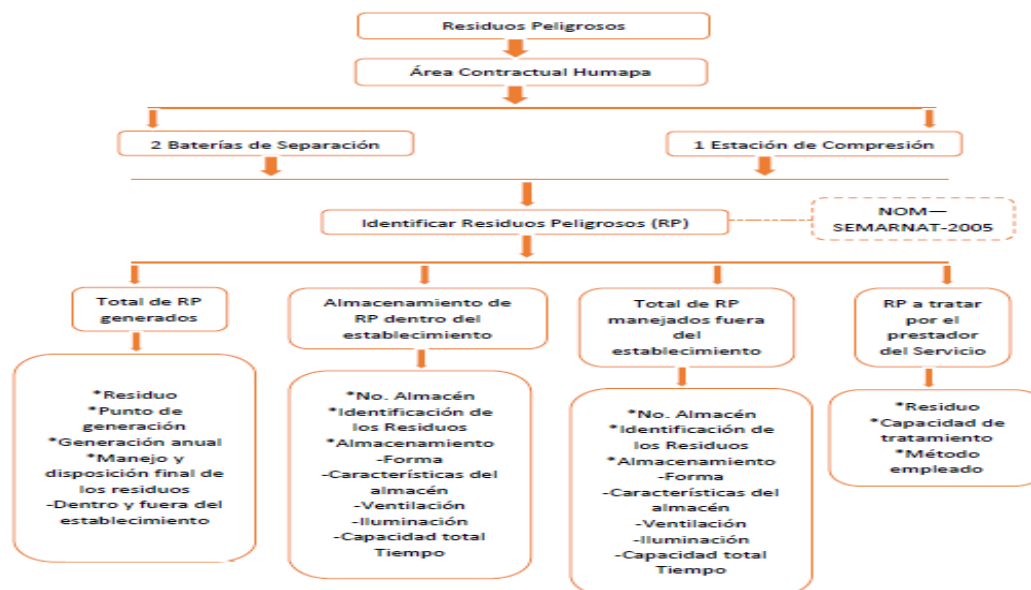 Residuos Peligrosos
Área Contractual Humapa
2 Baterías de Separación
1 Estación de Compresión
Identificar Residuos Peligrosos (RP)
NOM—
SEMARNAT-2005
Total de RP
generados
Almacenamiento de
RP dentro del
establecimiento
Total de RP
manejados fuera
del
establecimiento
RP a tratar
por el
prestador
del Servicio
*Residuo
*Punto de
generación
*Generación anual
*Manejo y
disposición final de
los residuos
-Dentro y fuera del
establecimiento
*No. Almacén
*Identificación de
los Residuos
*Almacenamiento
-Forma
-Características del
almacén
-Ventilación
-Iluminación
-Capacidad total
Tiempo
*No. Almacén
*Identificación de
los Residuos
*Almacenamiento
-Forma
-Características del
almacén
-Ventilación
-Iluminación
-Capacidad total
Tiempo
*Residuo
*Capacidad de
tratamiento
*Método
empleado